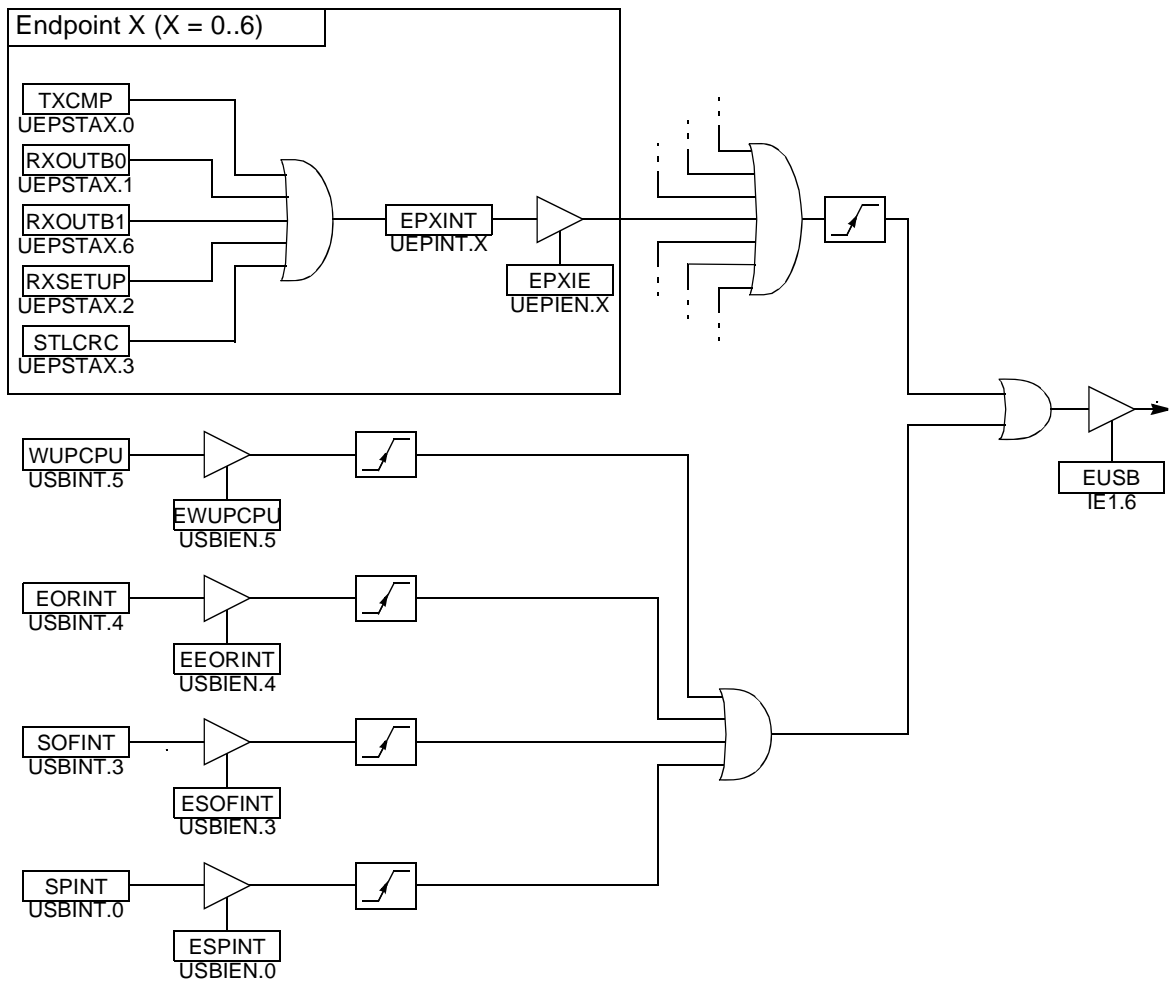 Endpoint X (X = 0..6)
TXCMP
UEPSTAX.0
RXOUTB0
UEPSTAX.1
RXOUTB1
UEPSTAX.6
RXSETUP
UEPSTAX.2
STLCRC
UEPSTAX.3
EPXINT
UEPINT.X
EPXIE
UEPIEN.X
EUSB
IE1.6
WUPCPU
USBINT.5
EWUPCPU
USBIEN.5
EORINT
USBINT.4
EEORINT
USBIEN.4
SOFINT
USBINT.3
ESOFINT
USBIEN.3
SPINT
USBINT.0
ESPINT
USBIEN.0